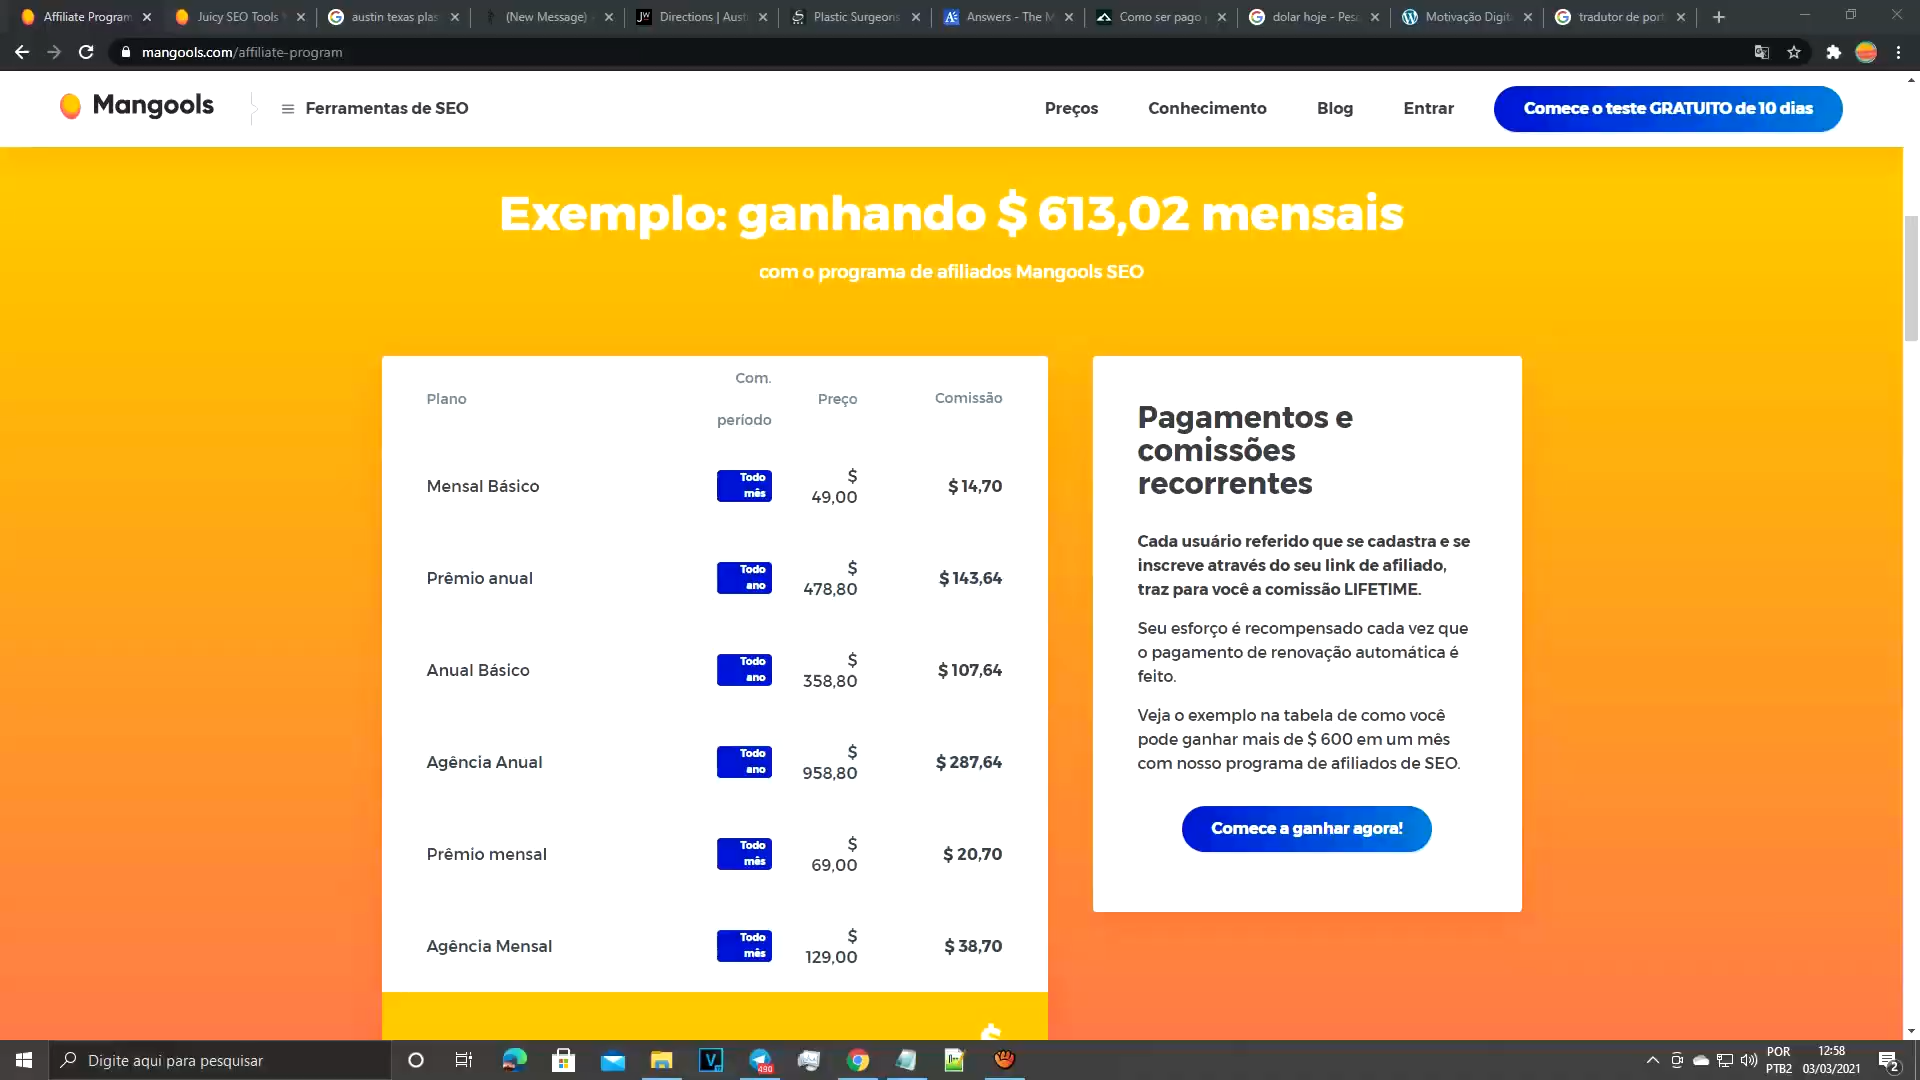 Affiliate Program
Juicy SEO Tools
austin texas plas
(New Message)
Directions | Aust
Plastic Surgeons
Answers - The M
Como ser pago
dolar hoje - Pes
Motivação Digit
tradutor de port
mangools.com/affiliate-program
Mangools
Ferramentas de SEO
Preços
Conhecimento
Blog
Entrar
Comece o teste GRATUITO de 10 dias
Exemplo: ganhando $ 613,02 mensais
com o programa de afiliados Mangools SEO
Plano
Com.
período
Preço
Comissão
Mensal Básico
Todo
mês
$
49,00
$ 14,70
Prêmio anual
Todo
ano
$
478,80
$ 143,64
Anual Básico
Todo
ano
$
358,80
$ 107,64
Agência Anual
Todo
ano
$
958,80
$ 287,64
Prêmio mensal
Todo
mês
$
69,00
$ 20,70
Agência Mensal
Todo
mês
$
129,00
$ 38,70
$
Pagamentos e
comissões
recorrentes
Cada usuário referido que se cadastra e se
inscreve através do seu link de afiliado,
traz para você a comissão LIFETIME.
Seu esforço é recompensado cada vez que
o pagamento de renovação automática é
feito.
Veja o exemplo na tabela de como você
pode ganhar mais de $ 600 em um mês
com nosso programa de afiliados de SEO.
Comece a ganhar agora!
Digite aqui para pesquisar
490
POR
PTB2
12:58
03/03/2021
2